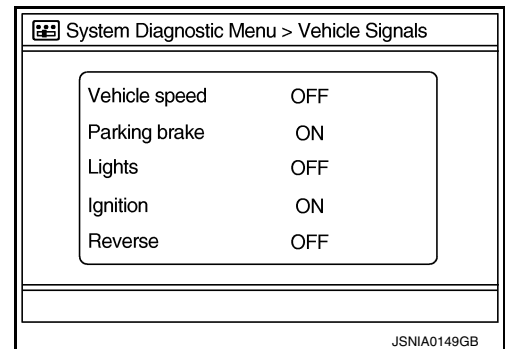 System Diagnostic Menu > Vehicle Signals
Vehicle speed OFF
Parking brake ON
Lights OFF
Ignition ON
Reverse OFF
JSNIA0149GB